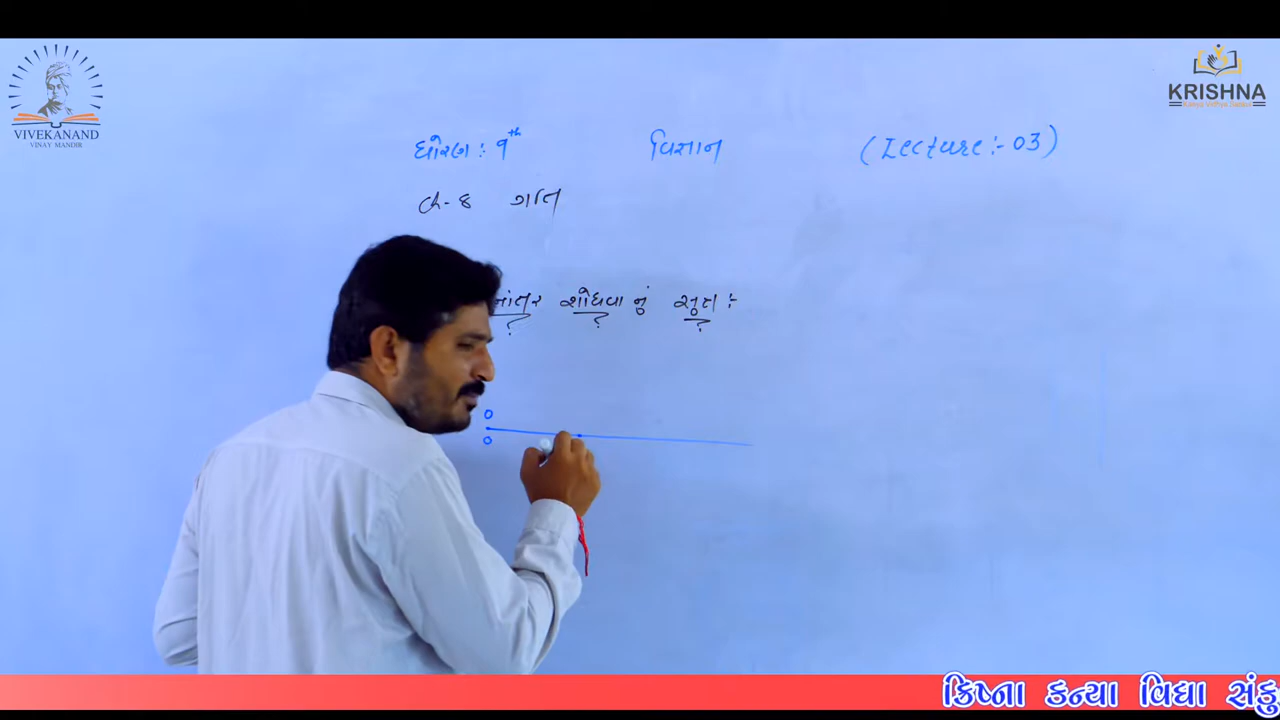 VIVEKANAND
VINAY MANDIR
KRISHNA
ધોરણ : 9th વિજ્ઞાન (Lecture :- 03)
ch-8 ગતિ
શોધવા નું સુત્ર :-
0
0
ક્રિષ્ના કન્યા વિદ્યા સંકુ